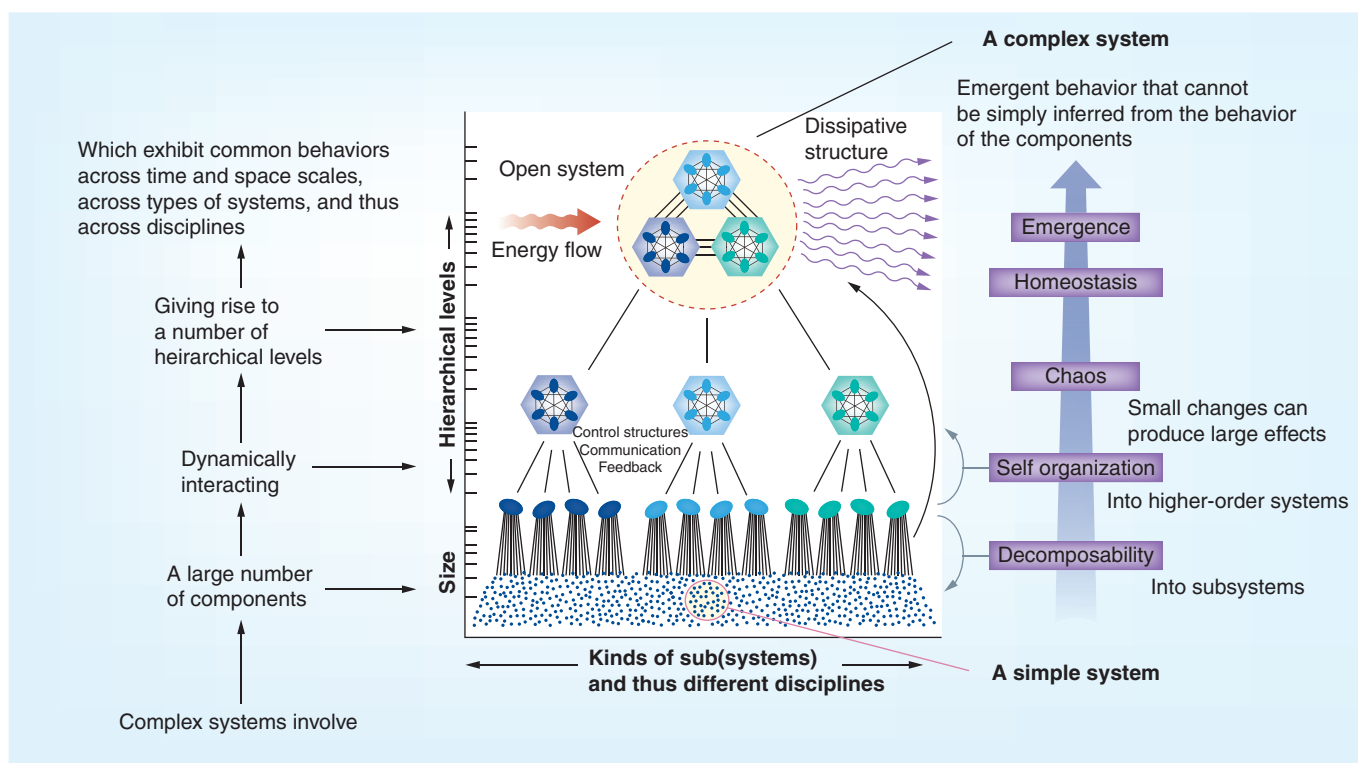 A complex system
Emergent behavior that cannot
be simply inferred from the behavior
of the components
Which exhibit common behaviors
across time and space scales,
across types of systems, and thus
across disciplines
Giving rise to
a number of
heirarchical levels
Dynamically
interacting
A large number
of components
Complex systems involve
Hierarchical levels
Size
Open system
Energy flow
Dissipative
structure
Control structures
Communication
Feedback
Kinds of sub(systems)
and thus different disciplines
Emergence
Homeostasis
Chaos
Small changes can
produce large effects
Self organization
Into higher-order systems
Decomposability
Into subsystems
A simple system